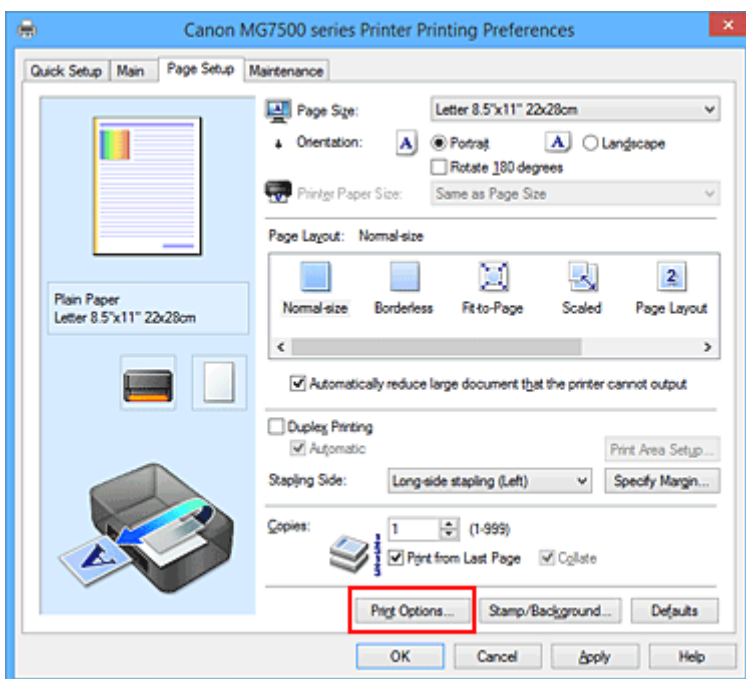 Canon MG7500 series Printer Printing Preferences
×
Quick Setup Main Page Setup Maintenance
Page Size: Letter 8.5"x11" 22x28cm
Orientation: A Portrait A Landscape
Rotate 180 degrees
Printer Paper Size: Same as Page Size
Page Layout: Normal-size
2
Normal-size Borderless Fit-to-Page Scaled Page Layout
Plain Paper
Letter 8.5"x11" 22x28cm
Automatically reduce large document that the printer cannot output
Duplex Printing
Automatic Print Area Setup...
Stapling Side: Long-side stapling (Left) Specify Margin...
Copies: 1 (1-999)
Print from Last Page Collate
A
Print Options... Stamp/Background... Defaults
OK Cancel Apply Help